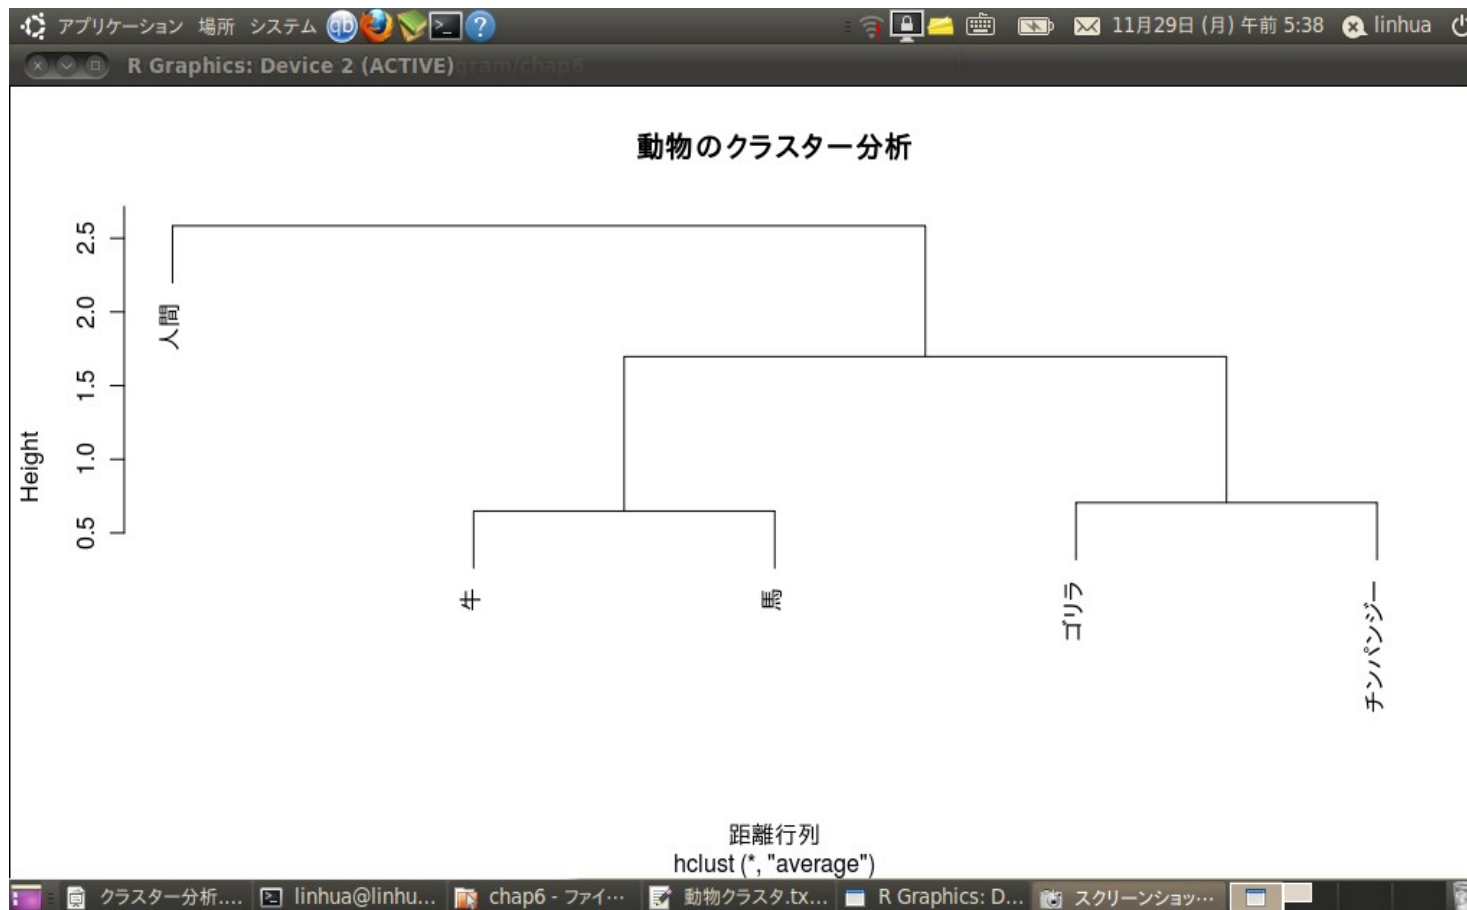 アプリケーション 場所 システム 11月29日 (月) 午前 5:38 linhua
R Graphics: Device 2 (ACTIVE)gram/chap6
動物のクラスター分析
2.5
2.0
1.5
1.0
0.5
Height
人間
牛
馬
ゴリラ
チンパンジー
距離行列
hclust (*, "average")
クラスター分析.... linhua@linhu... chap6 - ファイ… 動物クラスタ.tx... R Graphics: D... スクリーンショッ…